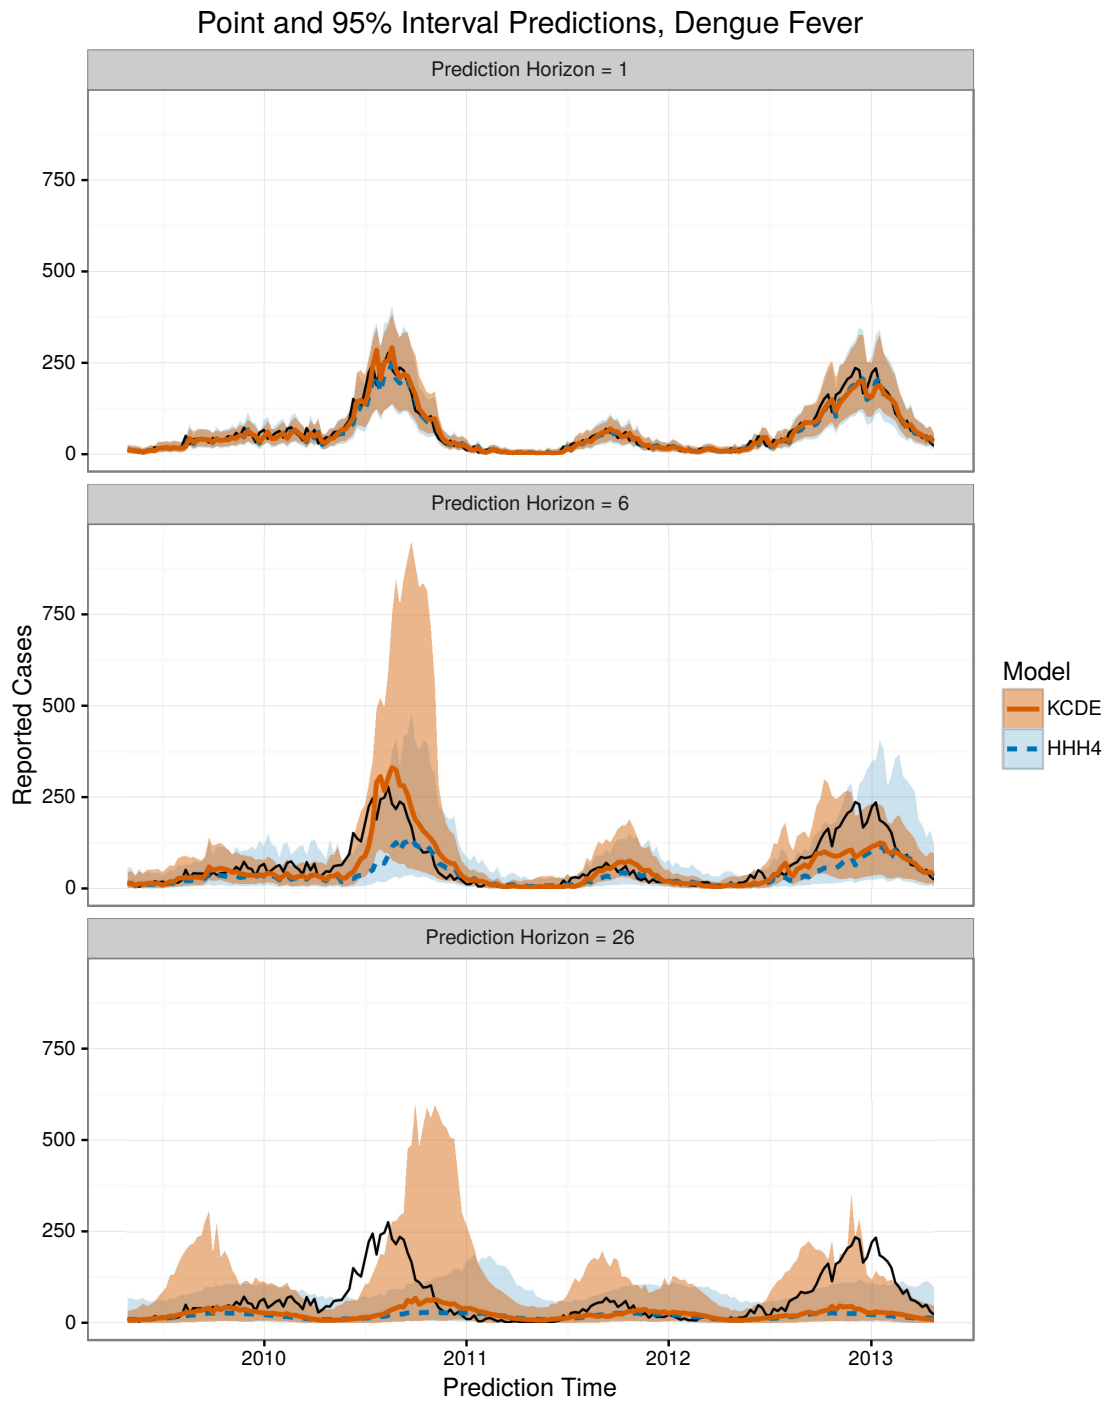 Point and 95% Interval Predictions, Dengue Fever
Prediction Horizon = 1
750
500
250
0
Prediction Horizon = 6
750
500
250
0
Reported Cases
Prediction Horizon = 26
750
500
250
0
2010 2011 2012 2013
Prediction Time
Model
KCDE
HHH4